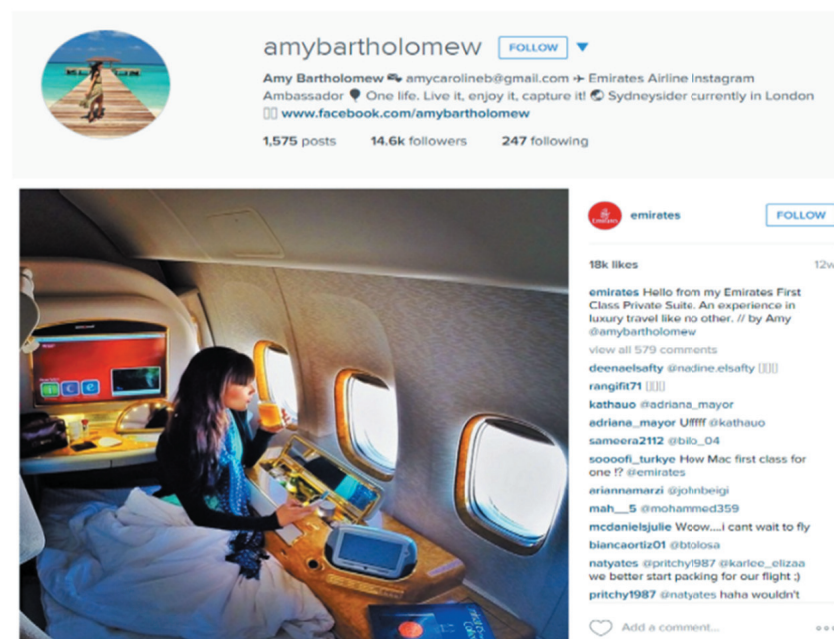 amybartholomew FOLLOW
Amy Bartholomew amycarolineb@gmail.com ✈ Emirates Airline Instagram
Ambassador 🎈 One life. Live it, enjoy it, capture it! 🌏 Sydneysider currently in London
www.facebook.com/amybartholomew
1,575 posts 14.6k followers 247 following
emirates FOLLOW
18k likes 12w
emirates Hello from my Emirates First
Class Private Suite. An experience in
luxury travel like no other. // by Amy
@amybartholomew
view all 579 comments
deenaelsafty @nadine.elsafty
rangifit71
kathauo @adriana_mayor
adriana_mayor Ufffff @kathauo
sameera2112 @bilo_04
soooofi_turkye How Mac first class for
one !? @emirates
ariannamarzi @johnbeigi
mah__5 @mohammed359
mcdanielsjulie Wcow....i cant wait to fly
biancaortiz01 @btolosa
natyates @pritchy1987 @karlee_elizaa
we better start packing for our flight ;)
pritchy1987 @natyates haha wouldn't
Add a comment...